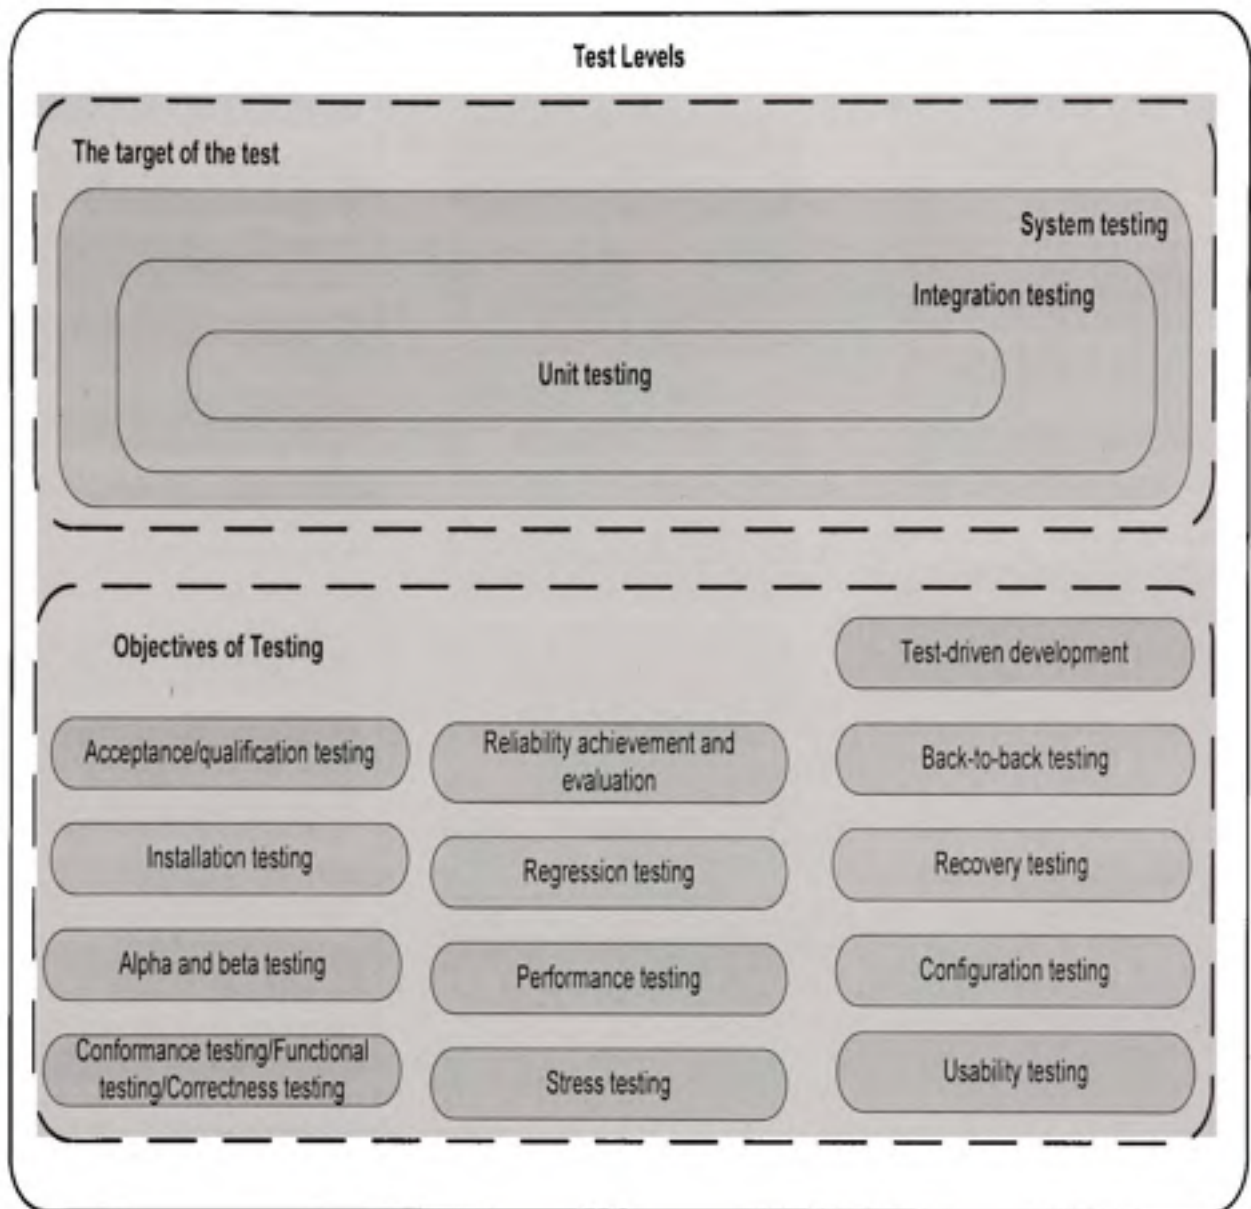 Test Levels
The target of the test
System testing
Integration testing
Unit testing
Objectives of Testing
Test-driven development
Acceptance/qualification testing
Reliability achievement and
evaluation
Back-to-back testing
Installation testing
Regression testing
Recovery testing
Alpha and beta testing
Performance testing
Configuration testing
Conformance testing/Functional
testing/Correctness testing
Stress testing
Usability testing